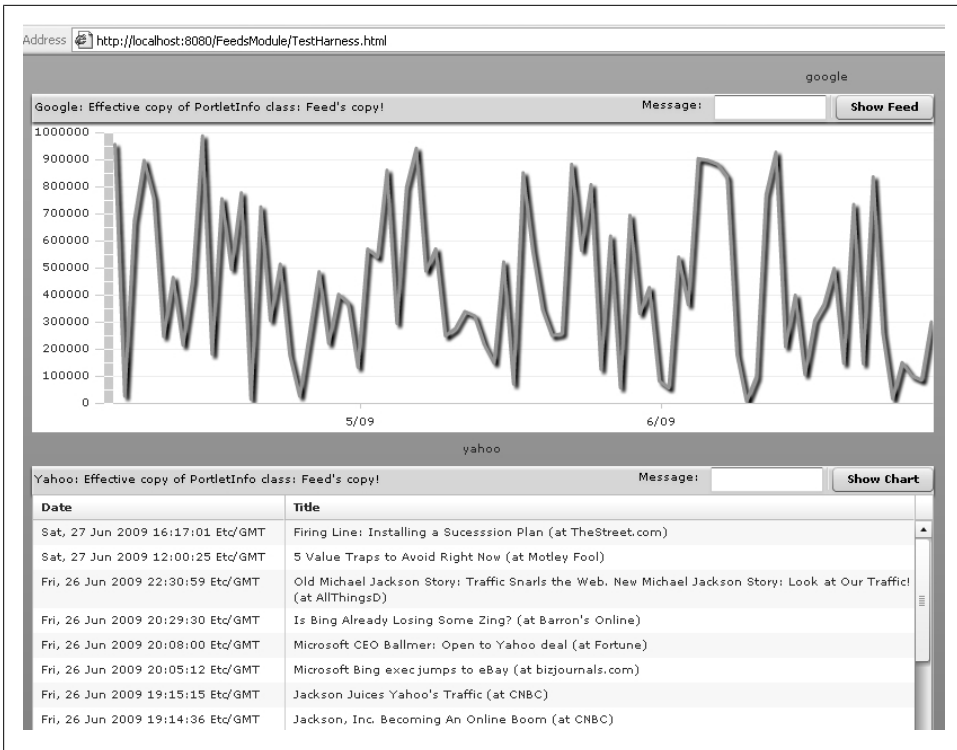 Address http://localhost:8080/FeedsModule/TestHarness.html
google
Google: Effective copy of PortletInfo class: Feed's copy! Message: Show Feed
1000000
900000
800000
700000
600000
500000
400000
300000
200000
100000
0
5/09 6/09
yahoo
Yahoo: Effective copy of PortletInfo class: Feed's copy! Message: Show Chart
Date Title
Sat, 27 Jun 2009 16:17:01 Etc/GMT Firing Line: Installing a Sucesssion Plan (at TheStreet.com)
Sat, 27 Jun 2009 12:00:25 Etc/GMT 5 Value Traps to Avoid Right Now (at Motley Fool)
Fri, 26 Jun 2009 22:30:59 Etc/GMT Old Michael Jackson Story: Traffic Snarls the Web. New Michael Jackson Story: Look at Our Traffic!
(at AllThingsD)
Fri, 26 Jun 2009 20:29:30 Etc/GMT Is Bing Already Losing Some Zing? (at Barron's Online)
Fri, 26 Jun 2009 20:08:00 Etc/GMT Microsoft CEO Ballmer: Open to Yahoo deal (at Fortune)
Fri, 26 Jun 2009 20:05:12 Etc/GMT Microsoft Bing exec jumps to eBay (at bizjournals.com)
Fri, 26 Jun 2009 19:15:15 Etc/GMT Jackson Juices Yahoo's Traffic (at CNBC)
Fri, 26 Jun 2009 19:14:36 Etc/GMT Jackson, Inc. Becoming An Online Boom (at CNBC)